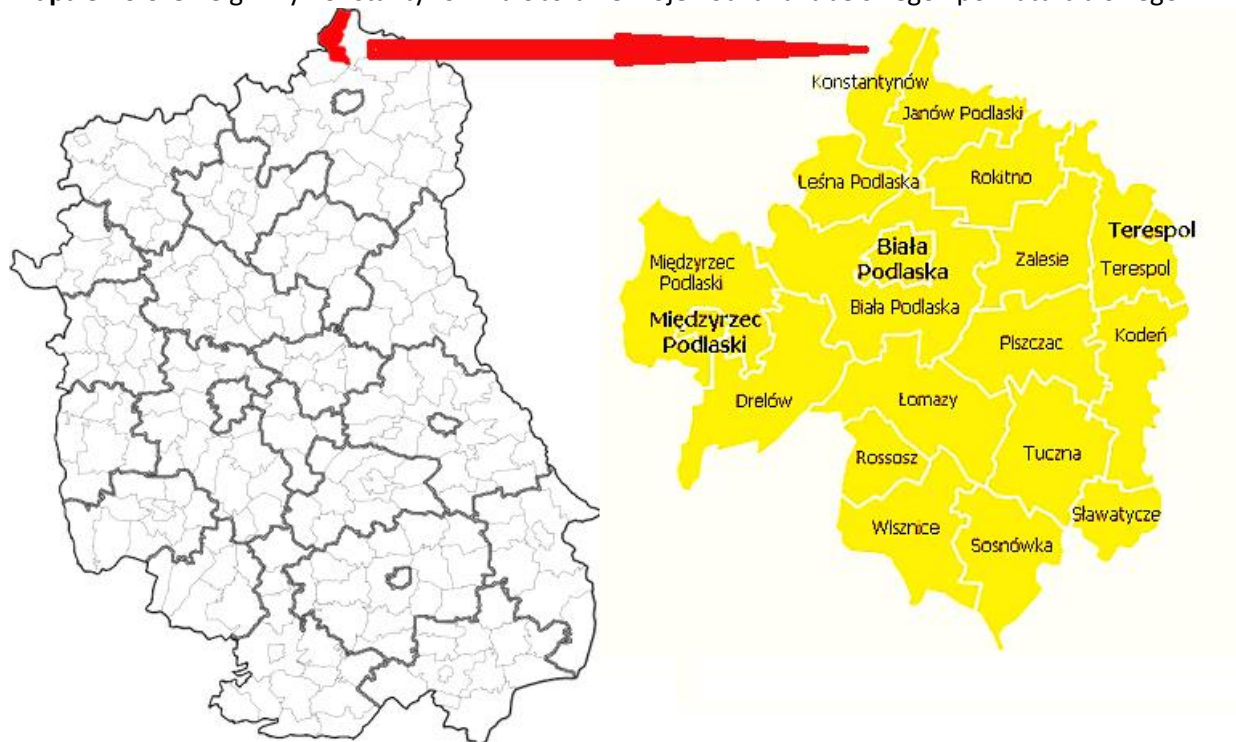 Konstantynów
Janów Podlaski
Leśna Podlaska
Rokitno
Terespol
Biała
Podlaska
Zalesie
Terespol
Międzyrzec
Podlaski
Biała Podlaska
Międzyrzec
Podlaski
Piszczac
Kodeń
Drelów
Łomazy
Rossosz
Tuczna
Sławatycze
Wisznice
Sosnówka